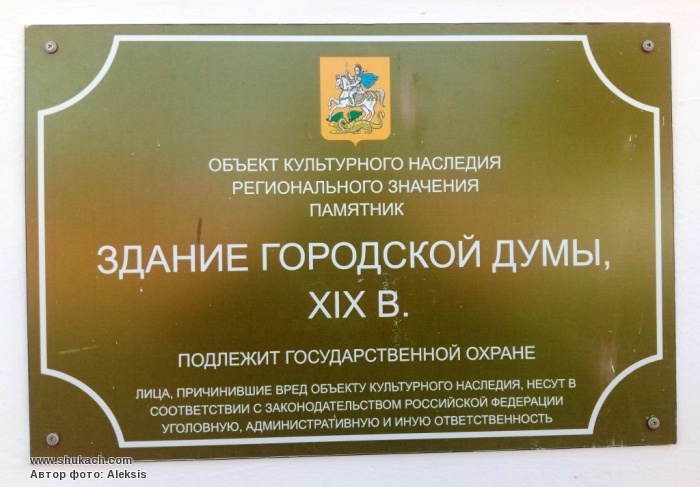 ОБЪЕКТ КУЛЬТУРНОГО НАСЛЕДИЯ
РЕГИОНАЛЬНОГО ЗНАЧЕНИЯ
ПАМЯТНИК
ЗДАНИЕ ГОРОДСКОЙ ДУМЫ,
XIX В.
ПОДЛЕЖИТ ГОСУДАРСТВЕННОЙ ОХРАНЕ
ЛИЦА, ПРИЧИНИВШИЕ ВРЕД ОБЪЕКТУ КУЛЬТУРНОГО НАСЛЕДИЯ, НЕСУТ В
СООТВЕТСТВИИ С ЗАКОНОДАТЕЛЬСТВОМ РОССИЙСКОЙ ФЕДЕРАЦИИ
УГОЛОВНУЮ, АДМИНИСТРАТИВНУЮ И ИНУЮ ОТВЕТСТВЕННОСТЬ
www.shukach.com
Автор фото: Aleksis